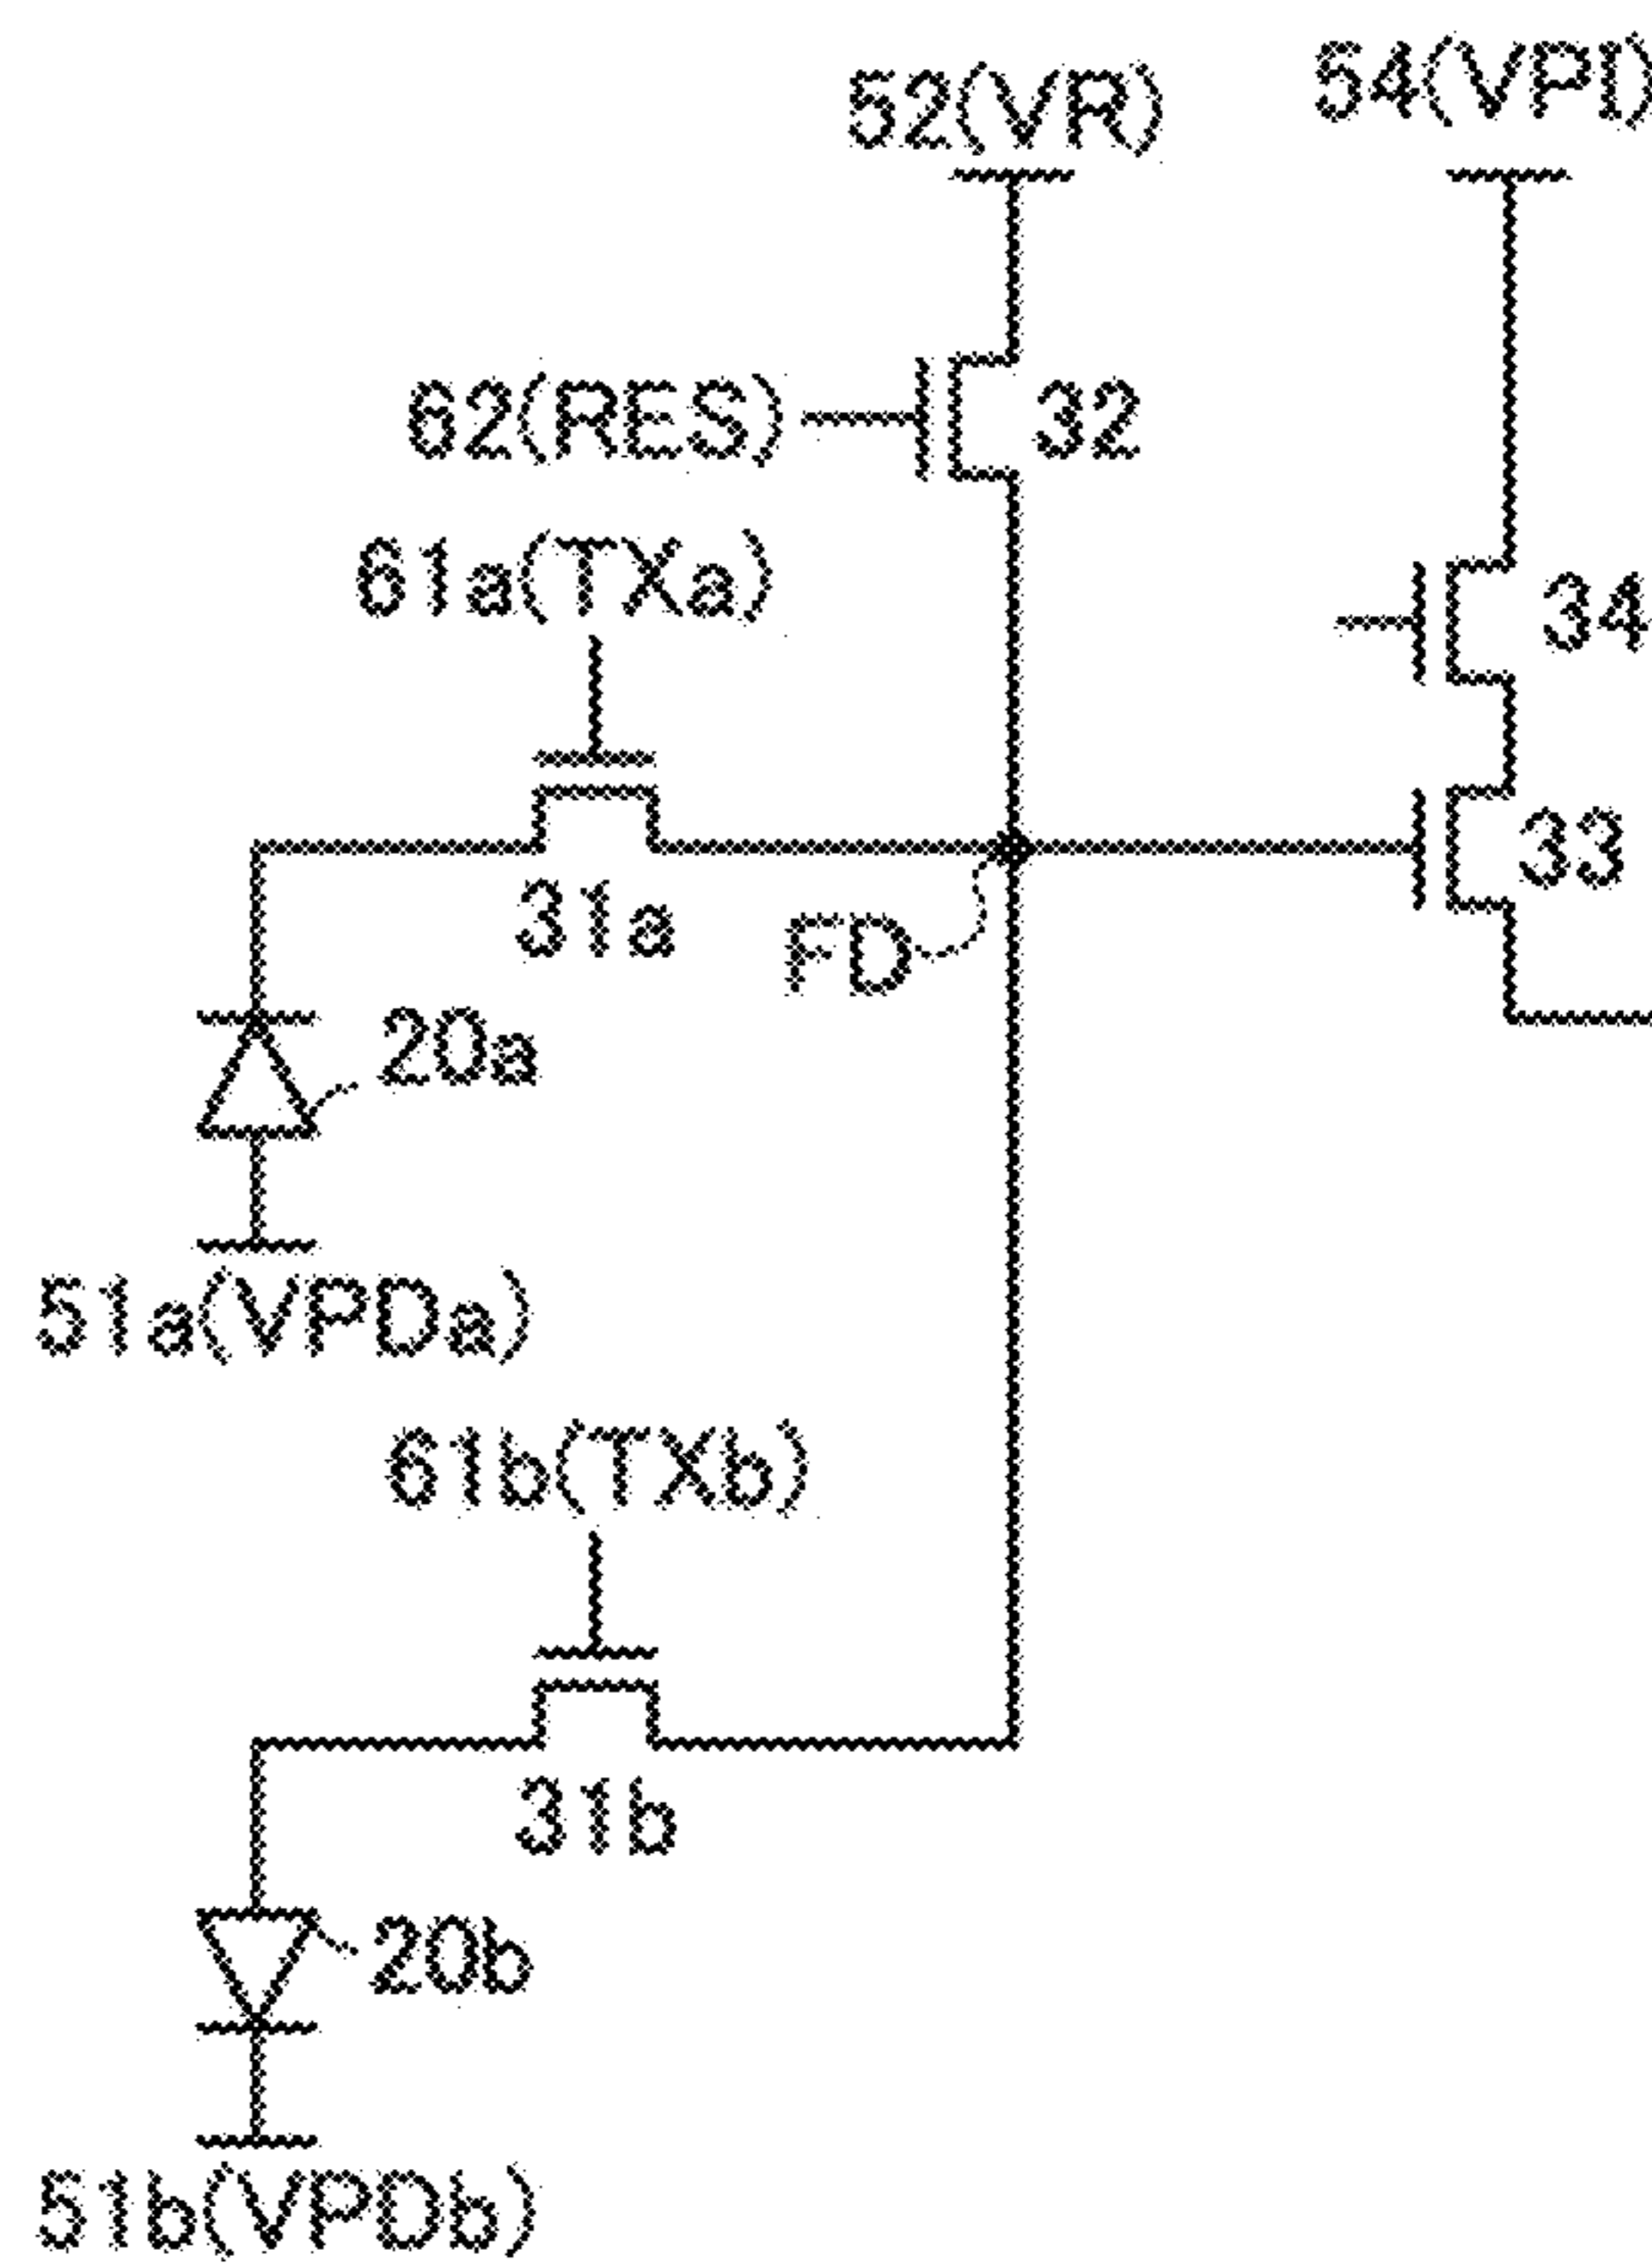 52(VR)
54(VPD)
62(RES)
32
61a(TXa)
34
33
31a
FD
20a
51a(VPDa)
61b(TXb)
31b
20b
51b(VPDb)